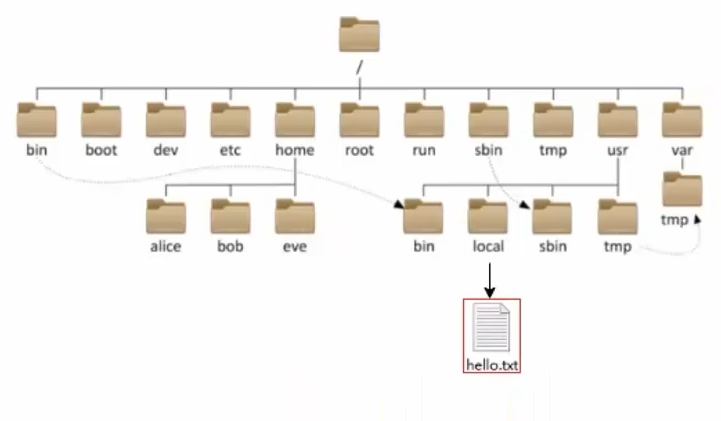 /
bin boot dev etc home root run sbin tmp usr var
tmp
alice bob eve bin local sbin tmp
hello.txt